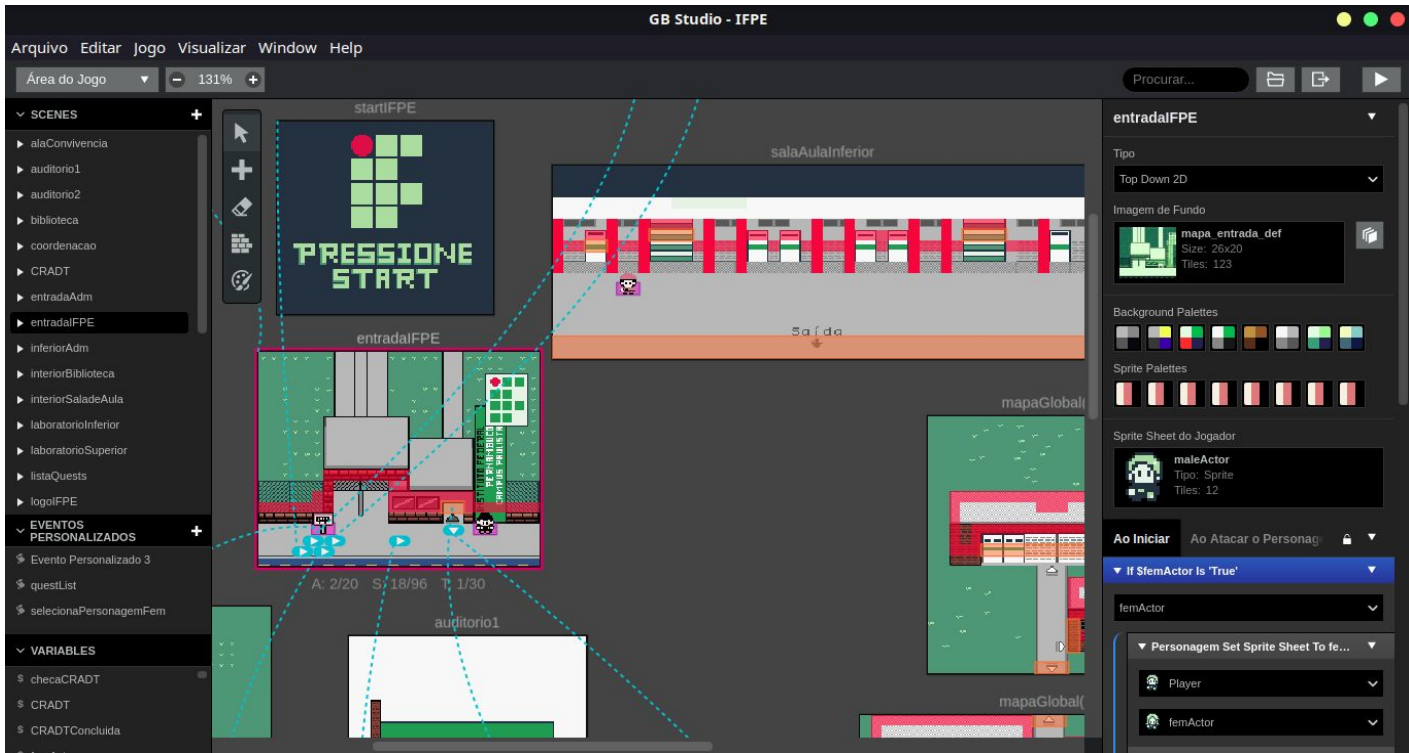 GB Studio - IFPE
Arquivo Editar Jogo Visualizar Window Help
Área do Jogo
131%
Procurar...
SCENES
alaConvivencia
auditorio1
auditorio2
biblioteca
coordenacao
CRADT
entradaAdm
entradaIFPE
inferiorAdm
interiorBiblioteca
interiorSaladeAula
laboratorioInferior
laboratorioSuperior
listaQuests
logoIFPE
EVENTOS
PERSONALIZADOS
Evento Personalizado 3
questList
selecionaPersonagemFem
VARIABLES
$ checaCRADT
$ CRADT
$ CRADTConcluida
startIFPE
PRESSIONE
START
salaAulaInferior
Saída
entradaIFPE
PERNAMBUCO
CAMPUS PAULISTA
A: 2/20 S: 18/96 T: 1/30
auditorio1
mapaGlobal(
mapaGlobal(
entradaIFPE
Tipo
Top Down 2D
Imagem de Fundo
mapa_entrada_def
Size: 26x20
Tiles: 123
Background Palettes
Sprite Palettes
Sprite Sheet do Jogador
maleActor
Tipo: Sprite
Tiles: 12
Ao Iniciar
Ao Atacar o Personag
If $femActor Is 'True'
femActor
Personagem Set Sprite Sheet To fe...
Player
femActor